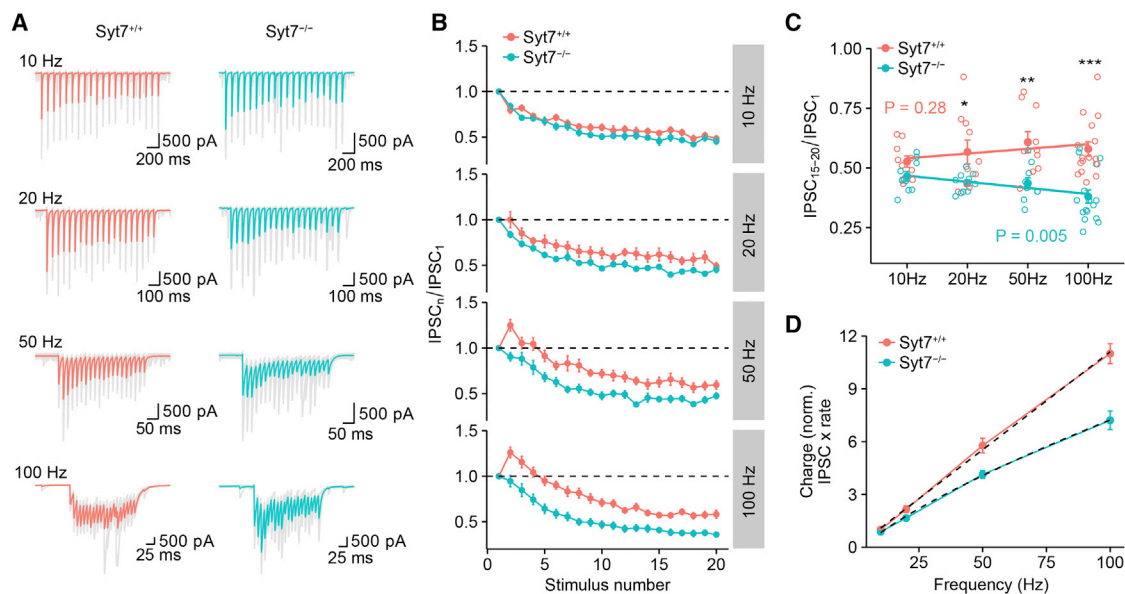 A
Syt7+/+
Syt7−/−
10 Hz
500 pA
200 ms
500 pA
200 ms
20 Hz
500 pA
100 ms
500 pA
100 ms
50 Hz
500 pA
50 ms
500 pA
50 ms
100 Hz
500 pA
25 ms
500 pA
25 ms
B
Syt7+/+
Syt7−/−
1.5
1.0
0.5
10 Hz
1.5
1.0
0.5
20 Hz
1.5
1.0
0.5
50 Hz
1.5
1.0
0.5
100 Hz
IPSCn/IPSC1
0
5
10
15
20
Stimulus number
C
Syt7+/+
Syt7−/−
1.00
0.75
0.50
0.25
IPSC15−20/IPSC1
P = 0.28
*
**
***
P = 0.005
10Hz
20Hz
50Hz
100Hz
D
Syt7+/+
Syt7−/−
12
9
6
3
0
Charge (norm.)
IPSC x rate
25
50
75
100
Frequency (Hz)